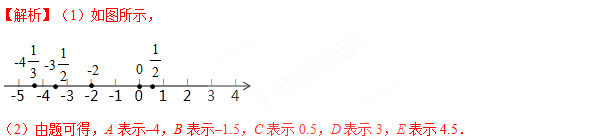 【解析】（1）如图所示，
-4 1/3 -3 1/2 -2 0 1/2
-5 -4 -3 -2 -1 0 1 2 3 4
（2）由题可得，A 表示–4，B 表示–1.5，C 表示 0.5，D 表示 3，E 表示 4.5．